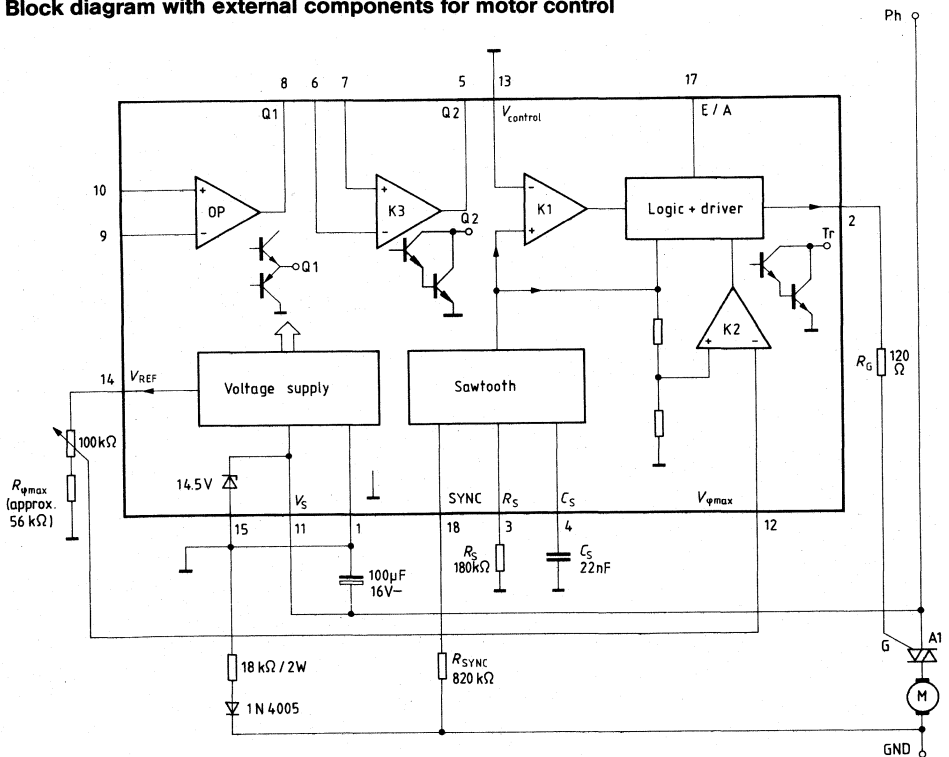 Block diagram with external components for motor control
Ph
8 6 7 5 13 17
Q1 Q2 Vcontrol E / A
10
+
OP
9
−
+
K3
−
−
K1
+
Logic + driver
2
Q2
Q1
Tr
K2
+ −
RG 120 Ω
14 VREF
Voltage supply
Sawtooth
100kΩ
Rφmax
(approx.
56 kΩ)
14.5V
VS SYNC RS CS Vφmax
15 11 1 18 3 4 12
100µF
16V−
RS
180kΩ
CS
22nF
G A1
18 kΩ / 2W
RSYNC
820 kΩ
1N 4005
M
GND